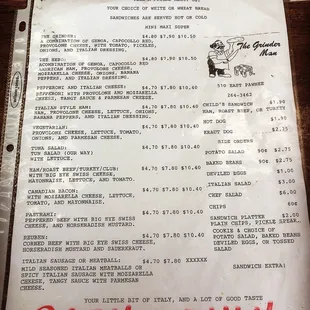 YOUR CHOICE OF WHITE OR WHEAT BREAD
SANDWICHES ARE SERVED HOT OR COLD
MINI MAXI SUPER
THE GRINDER: $4.80 $7.90 $10.50
A COMBINATION OF GENOA, CAPOCOLLO RED
PROVOLONE CHEESE, WITH TOMATO, PICKLES,
ONIONS, AND ITALIAN DRESSING.
THE HERO: $4.80 $7.90 $10.50
A COMBINATION OF GENOA, CAPOCOLLO RED
AMERICAN HAM, PROVOLONE CHEESE,
MOZZARELLA CHEESE, ONIONS, BANANA
PEPPERS, AND ITALIAN DRESSING.
PEPPERONI AND ITALIAN CHEESE: $4.70 $7.80 $10.40
PEPPERONI WITH PROVOLONE AND MOZZARELLA
CHEESE, TANGY SAUCE & PARMESAN CHEESE.
ITALIAN STYLE HAM: $4.70 $7.80 $10.40
PROVOLONE, LETTUCE, TOMATO, ONIONS,
BANANA PEPPERS, AND ITALIAN DRESSING.
VEGETARIAN: $4.70 $7.80 $10.40
PROVOLONE CHEESE, LETTUCE, TOMATO,
ONIONS, AND PARMESAN CHEESE.
TUNA SALAD: $4.70 $7.80 $10.40
TUN SALAD (OUR WAY)
WITH LETTUCE.
HAM/ROAST BEEF/TURKEY/CLUB: $4.70 $7.80 $10.40
WITH BIG EYE SWISS CHEESE,
MAYONNAISE, LETTUCE, AND TOMATO.
CANADIAN BACON: $4.70 $7.80 $10.40
WITH MOZZARELLA CHEESE, LETTUCE,
TOMATO, AND MAYONNAISE.
PASTRAMI: $4.70 $7.80 $10.40
PEPPERED BEEF WITH BIG EYE SWISS
CHEESE, AND HORSERADISH MUSTARD.
REUBEN: $4.70 $7.80 $10.40
CORNED BEEF WITH BIG EYE SWISS CHEESE,
HORSERADISH MUSTARD AND SAUERKRAUT.
ITALIAN SAUSAGE OR MEATBALL: $4.70 $7.00 XXXXXX
MILD SEASONED ITALIAN MEATBALLS OR
SPICY ITALIAN SAUSAGE WITH MOZZARELLA
CHEESE, TANGY SAUCE WITH PARMESAN
CHEESE.
The Grinder
Man
510 EAST PAWNEE
264-3462
CHILD'S SANDWICH $1.90
HAM, ROAST BEEF, OR TURKEY
HOT DOG $1.90
KRAUT DOG $2.75
SIDE ORDERS
POTATO SALAD 90¢ $2.75
BAKED BEANS 90¢ $2.75
DEVILED EGGS $1.00
ITALIAN SALAD $3.00
CHEF SALAD $6.00
CHIPS 60¢
SANDWICH PLATTER $2.00
PLAIN CHIPS, PICKLE SPEAR,
COOKIE & CHOICE OF
POTATO SALAD, BAKED BEANS
DEVILED EGGS, OR TOSSED
SALAD
SANDWICH EXTRA:
YOUR LITTLE BIT OF ITALY, AND A LOT OF GOOD TASTE